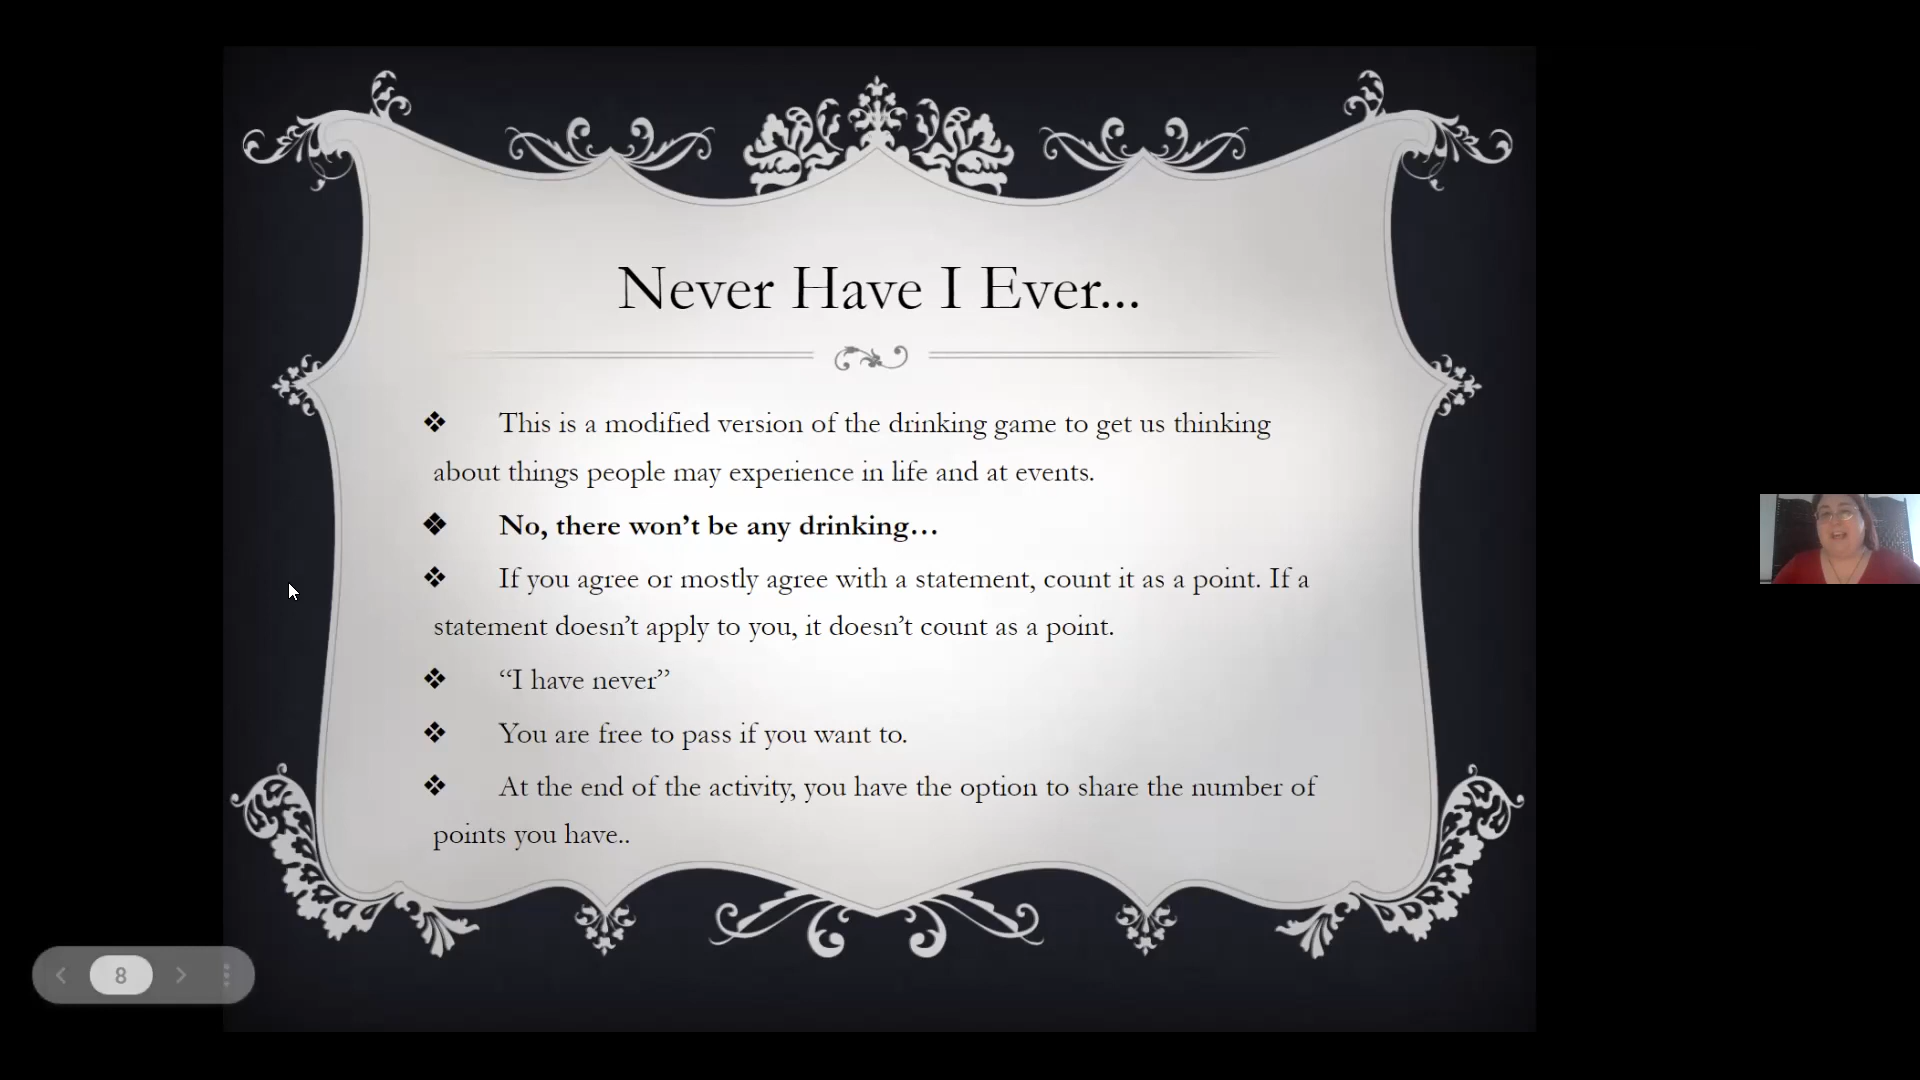 Never Have I Ever...
❖ This is a modified version of the drinking game to get us thinking
about things people may experience in life and at events.
❖ No, there won’t be any drinking…
❖ If you agree or mostly agree with a statement, count it as a point. If a
statement doesn’t apply to you, it doesn’t count as a point.
❖ “I have never”
❖ You are free to pass if you want to.
❖ At the end of the activity, you have the option to share the number of
points you have..
8